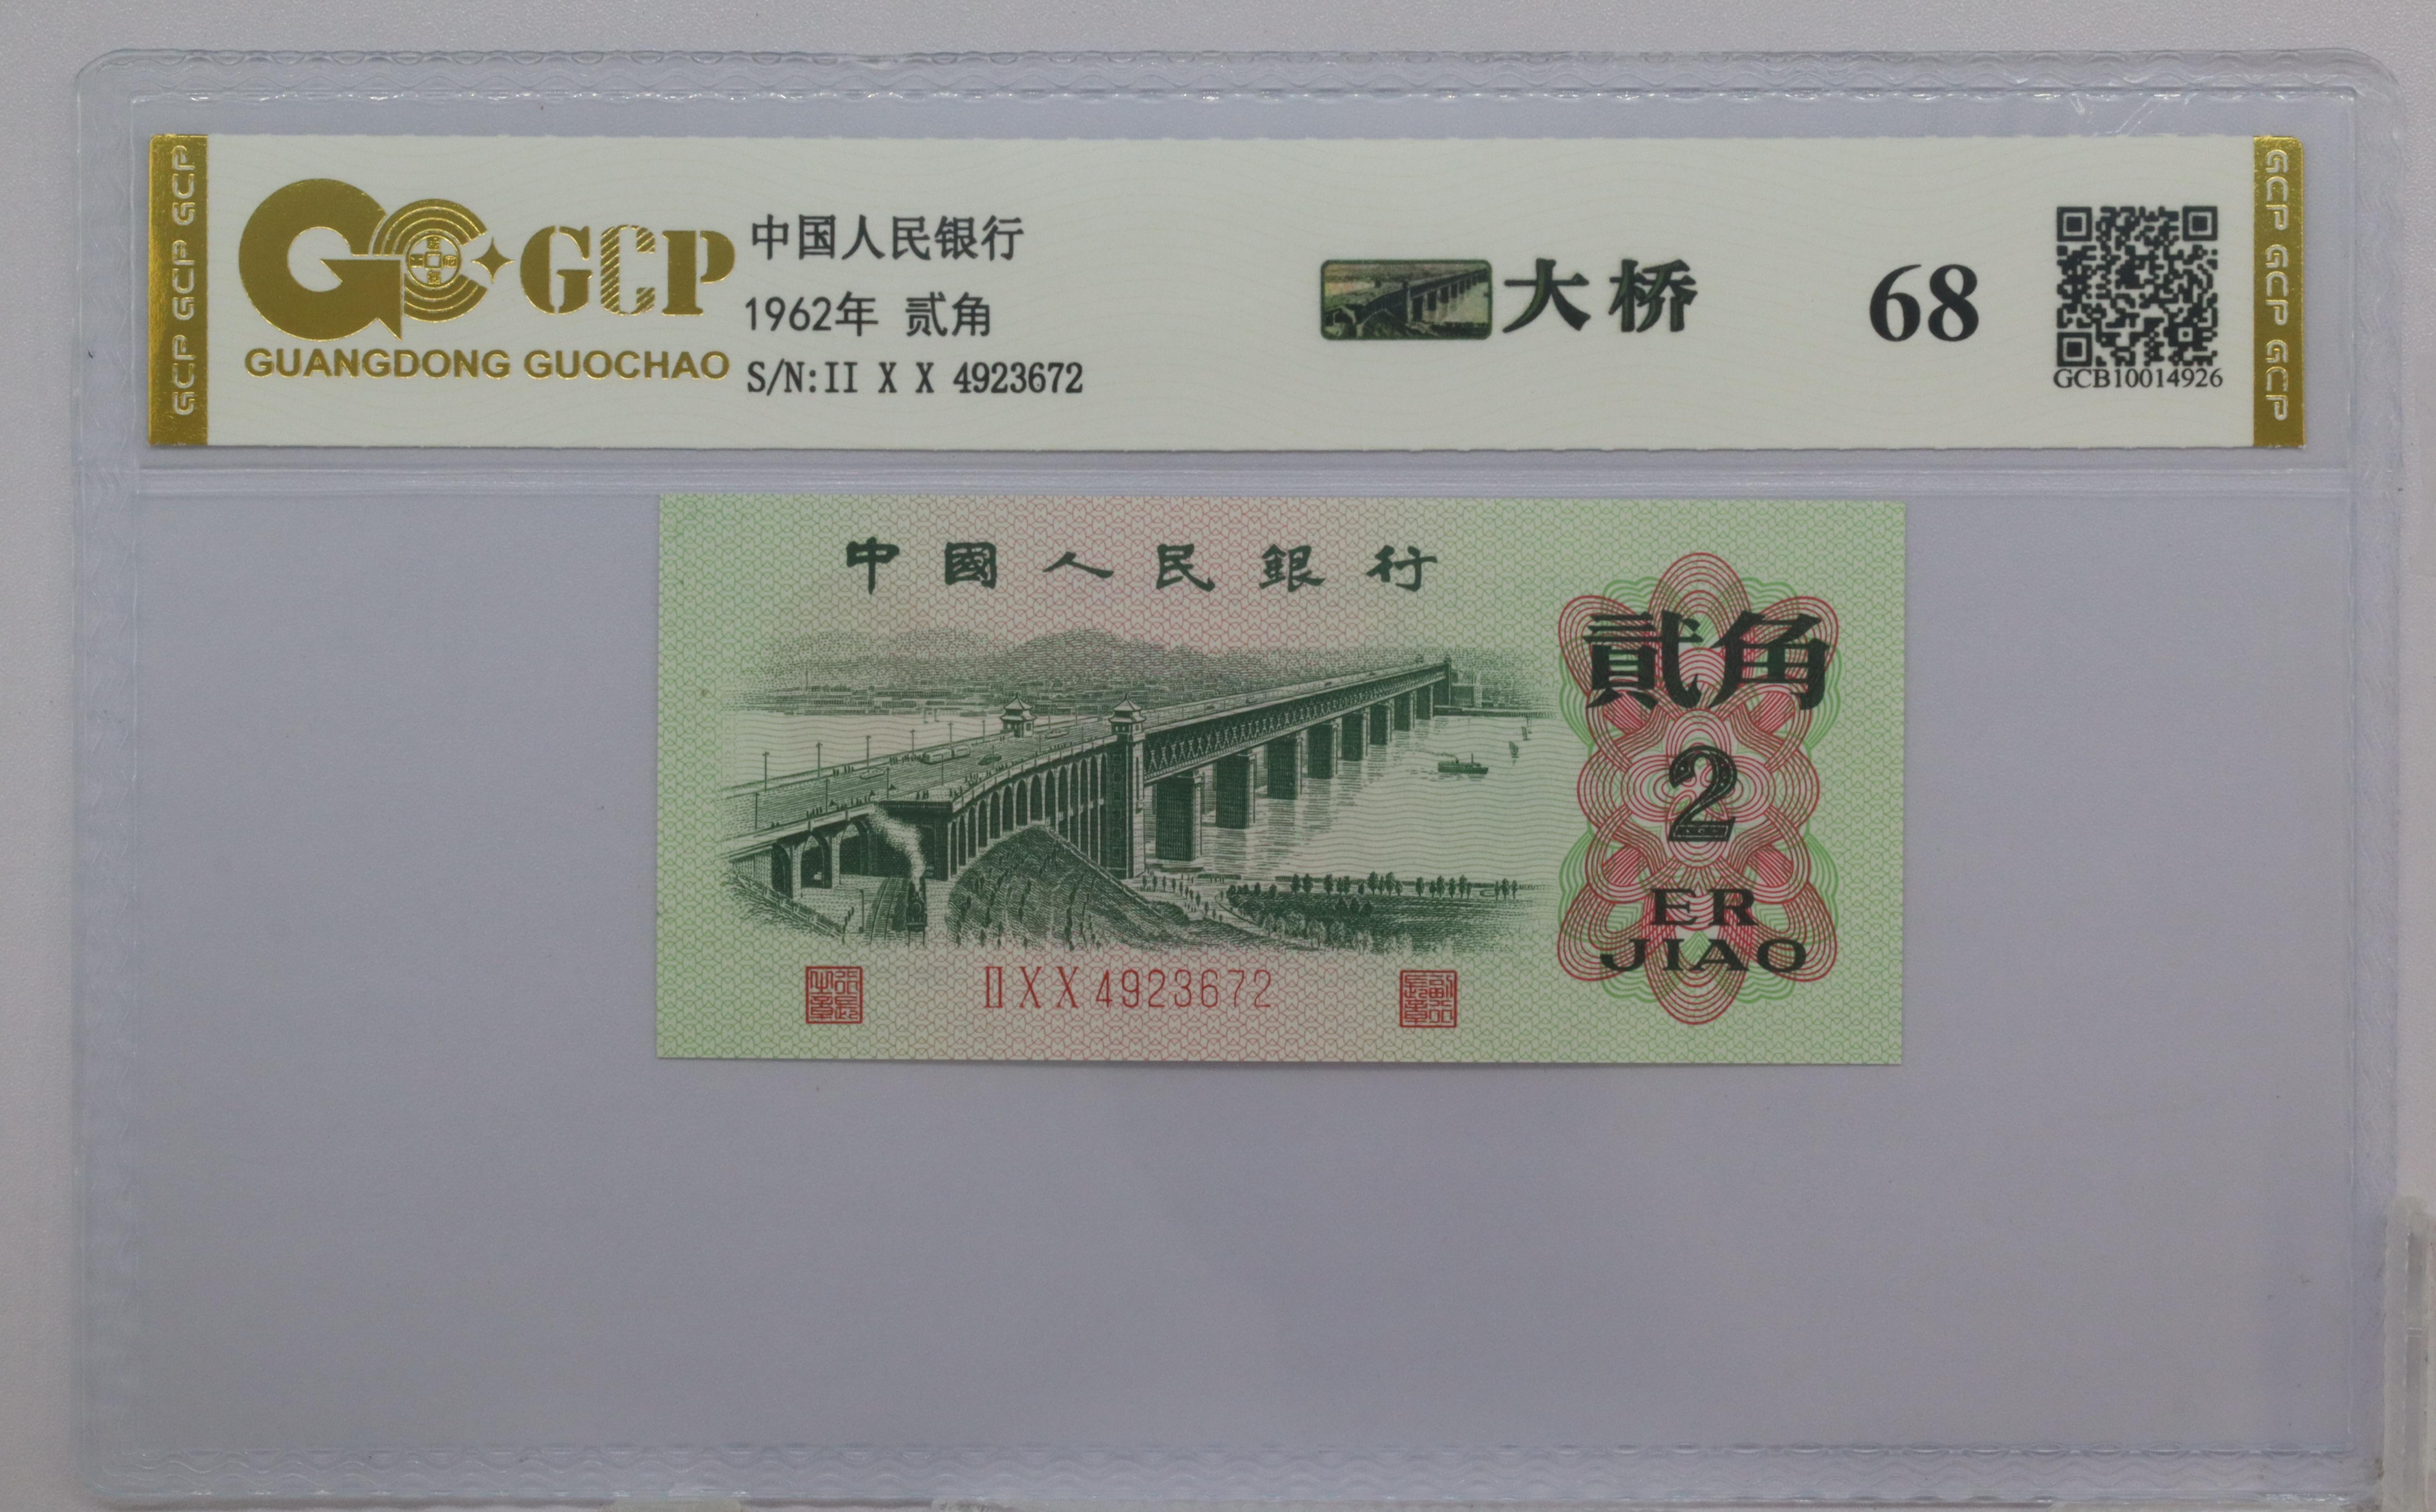 GCP GCP GCP
GCP
GUANGDONG GUOCHAO
中国人民银行
1962年 贰角
S/N:II X X 4923672
大桥
68
GCB10014926
GCP GCP GCP
中國人民銀行
貳角
2
ER
JIAO
ⅡXX4923672